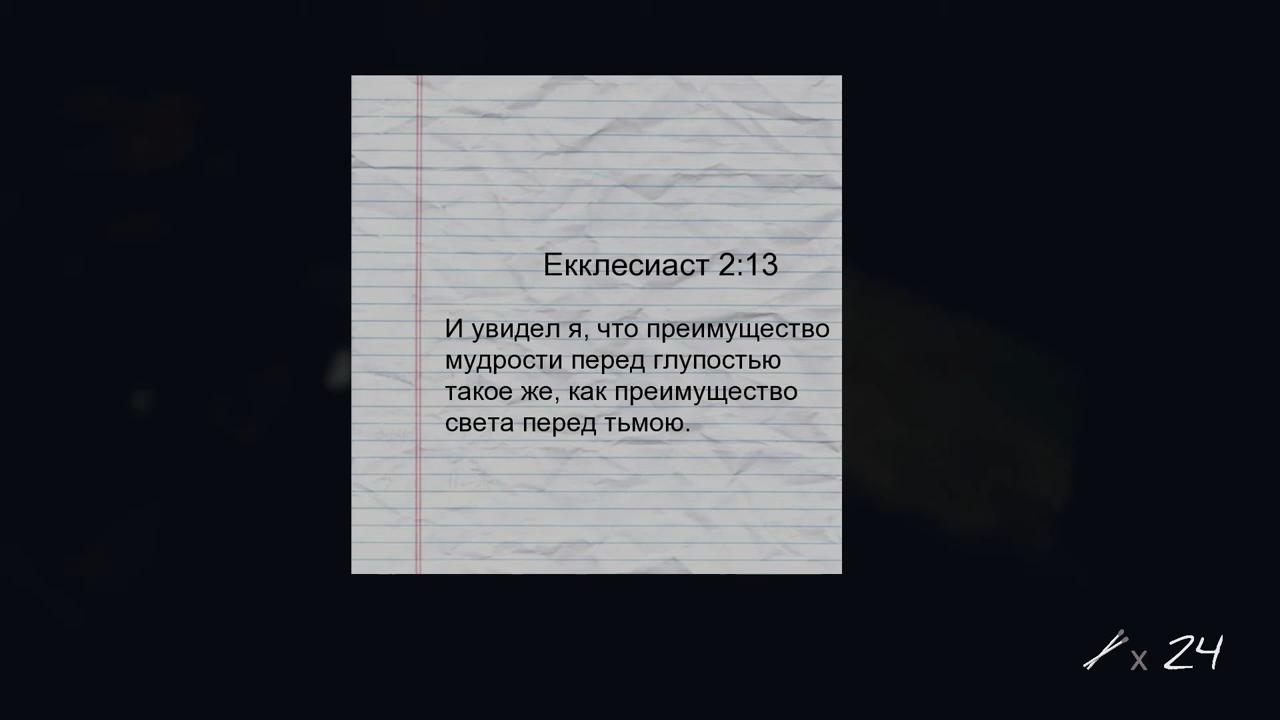 Екклесиаст 2:13
И увидел я, что преимущество
мудрости перед глупостью
такое же, как преимущество
света перед тьмою.
x 24